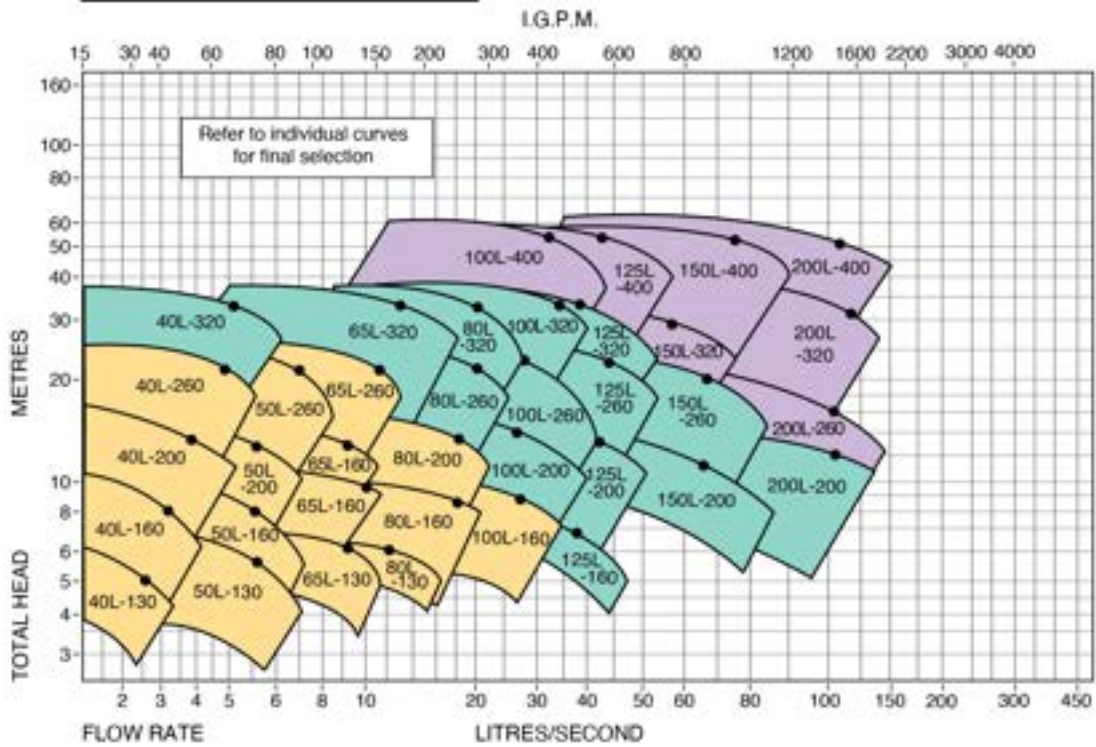 I.G.P.M.
15 30 40 60 80 100 150 200 300 400 600 800 1200 1600 2200 3000 4000
160
100
80
60
50
40
30
20
10
8
6
5
4
3
METRES
TOTAL HEAD
Refer to individual curves
for final selection
100L-400
125L
-400
150L-400
200L-400
40L-320
65L-320
80L
-320
100L-320
125L
-320
150L-320
200L
-320
40L-260
50L-260
65L-260
80L-260
100L-260
125L
-260
150L
-260
200L-260
40L-200
50L
-200
65L-160
80L-200
100L-200
125L
-200
150L-200
200L-200
40L-160
50L-160
65L-160
80L-160
100L-160
125L
-160
40L-130
50L-130
65L-130
80L
-130
2 3 4 5 6 8 10 20 30 40 50 60 80 100 150 200 300 450
FLOW RATE LITRES/SECOND